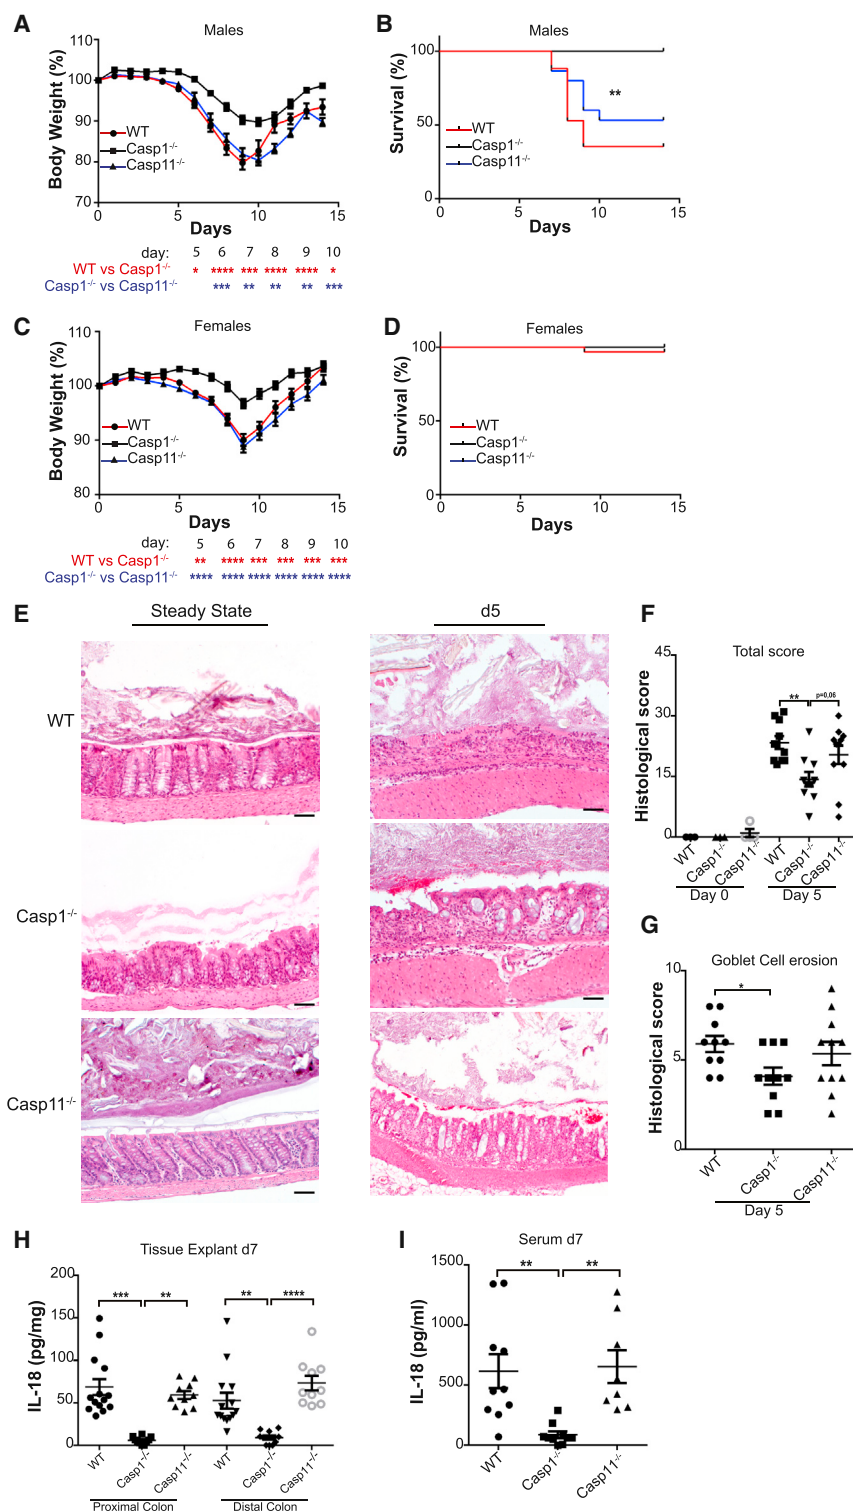 A
Males
110
100
90
80
70
Body Weight (%)
WT
Casp1-/-
Casp11-/-
0 5 10 15
Days
day: 5 6 7 8 9 10
WT vs Casp1-/- * **** *** **** **** *
Casp1-/- vs Casp11-/- *** ** ** ** ***
B
Males
100
50
0
Survival (%)
**
WT
Casp1-/-
Casp11-/-
0 5 10 15
Days
C
Females
110
100
90
80
Body Weight (%)
WT
Casp1-/-
Casp11-/-
0 5 10 15
Days
day: 5 6 7 8 9 10
WT vs Casp1-/- ** **** *** *** *** ***
Casp1-/- vs Casp11-/- **** **** **** **** **** ****
D
Females
100
50
0
Survival (%)
WT
Casp1-/-
Casp11-/-
0 5 10 15
Days
E
Steady State
d5
WT
Casp1-/-
Casp11-/-
F
Total score
45
30
15
0
Histological score
** p=0,06
WT Casp1-/- Casp11-/- WT Casp1-/- Casp11-/-
Day 0 Day 5
G
Goblet Cell erosion
10
5
0
Histological score
*
WT Casp1-/- Casp11-/-
Day 5
H
Tissue Explant d7
200
150
100
50
0
IL-18 (pg/mg)
*** ** ** ****
WT Casp1-/- Casp11-/- WT Casp1-/- Casp11-/-
Proximal Colon Distal Colon
I
Serum d7
1500
1000
500
0
IL-18 (pg/ml)
** **
WT Casp1-/- Casp11-/-